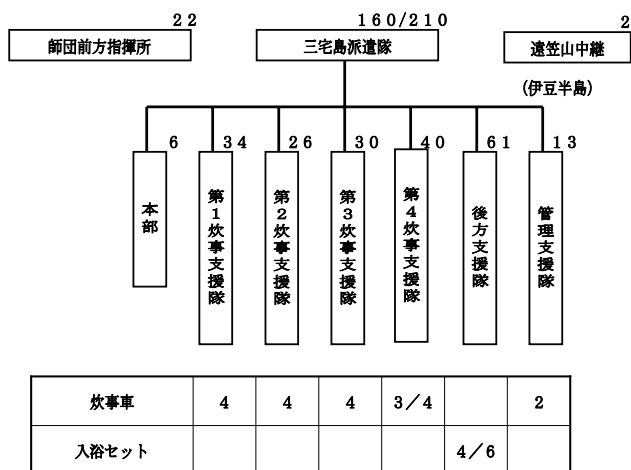 ２２　１６０/２１０　２
師団前方指揮所　三宅島派遣隊　遠笠山中継
(伊豆半島)
６　３４　２６　３０　４０　６１　１３
本部
第１炊事支援隊
第２炊事支援隊
第３炊事支援隊
第４炊事支援隊
後方支援隊
管理支援隊
炊事車　４　４　４　３／４　２
入浴セット　４／６